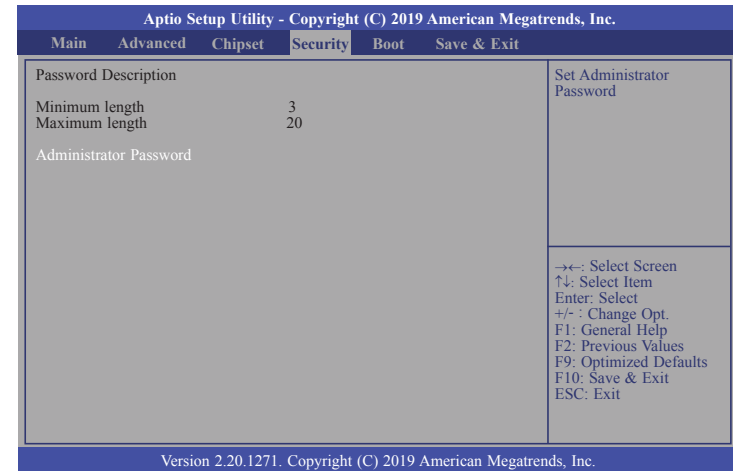 Aptio Setup Utility - Copyright (C) 2019 American Megatrends, Inc.
Main Advanced Chipset Security Boot Save & Exit
Password Description
Minimum length 3
Maximum length 20
Administrator Password
Set Administrator
Password
→←: Select Screen
↑↓: Select Item
Enter: Select
+/- : Change Opt.
F1: General Help
F2: Previous Values
F9: Optimized Defaults
F10: Save & Exit
ESC: Exit
Version 2.20.1271. Copyright (C) 2019 American Megatrends, Inc.